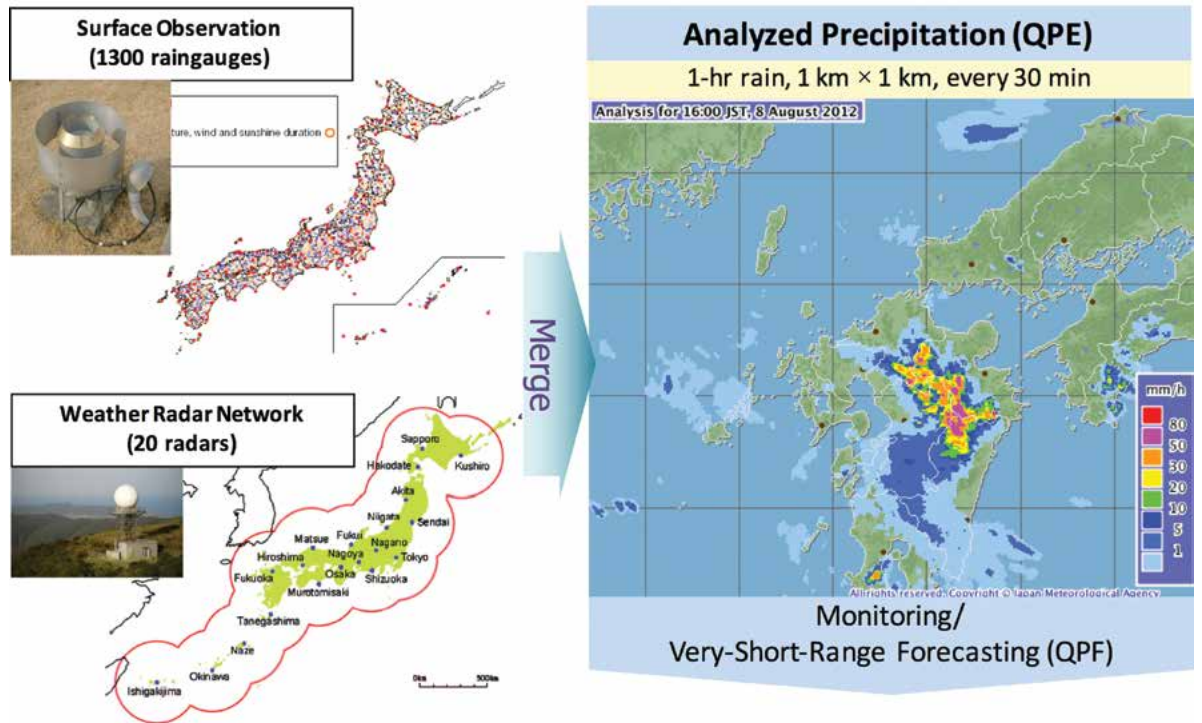 Surface Observation
(1300 raingauges)
ture, wind and sunshine duration
Weather Radar Network
(20 radars)
Sapporo
Kushiro
Hakodate
Akita
Sendai
Niigata
Fukui
Matsue
Nagano
Nagoya
Hiroshima
Tokyo
Osaka
Fukuoka
Shizuoka
Murotomisaki
Tanegashima
Naze
Okinawa
Ishigakijima
0km
500km
Merge
Analyzed Precipitation (QPE)
1-hr rain, 1 km × 1 km, every 30 min
Analysis for 16:00 JST, 8 August 2012
mm/h
80
50
30
20
10
5
1
All rights reserved. Copyright © Japan Meteorological Agency
Monitoring/
Very-Short-Range Forecasting (QPF)